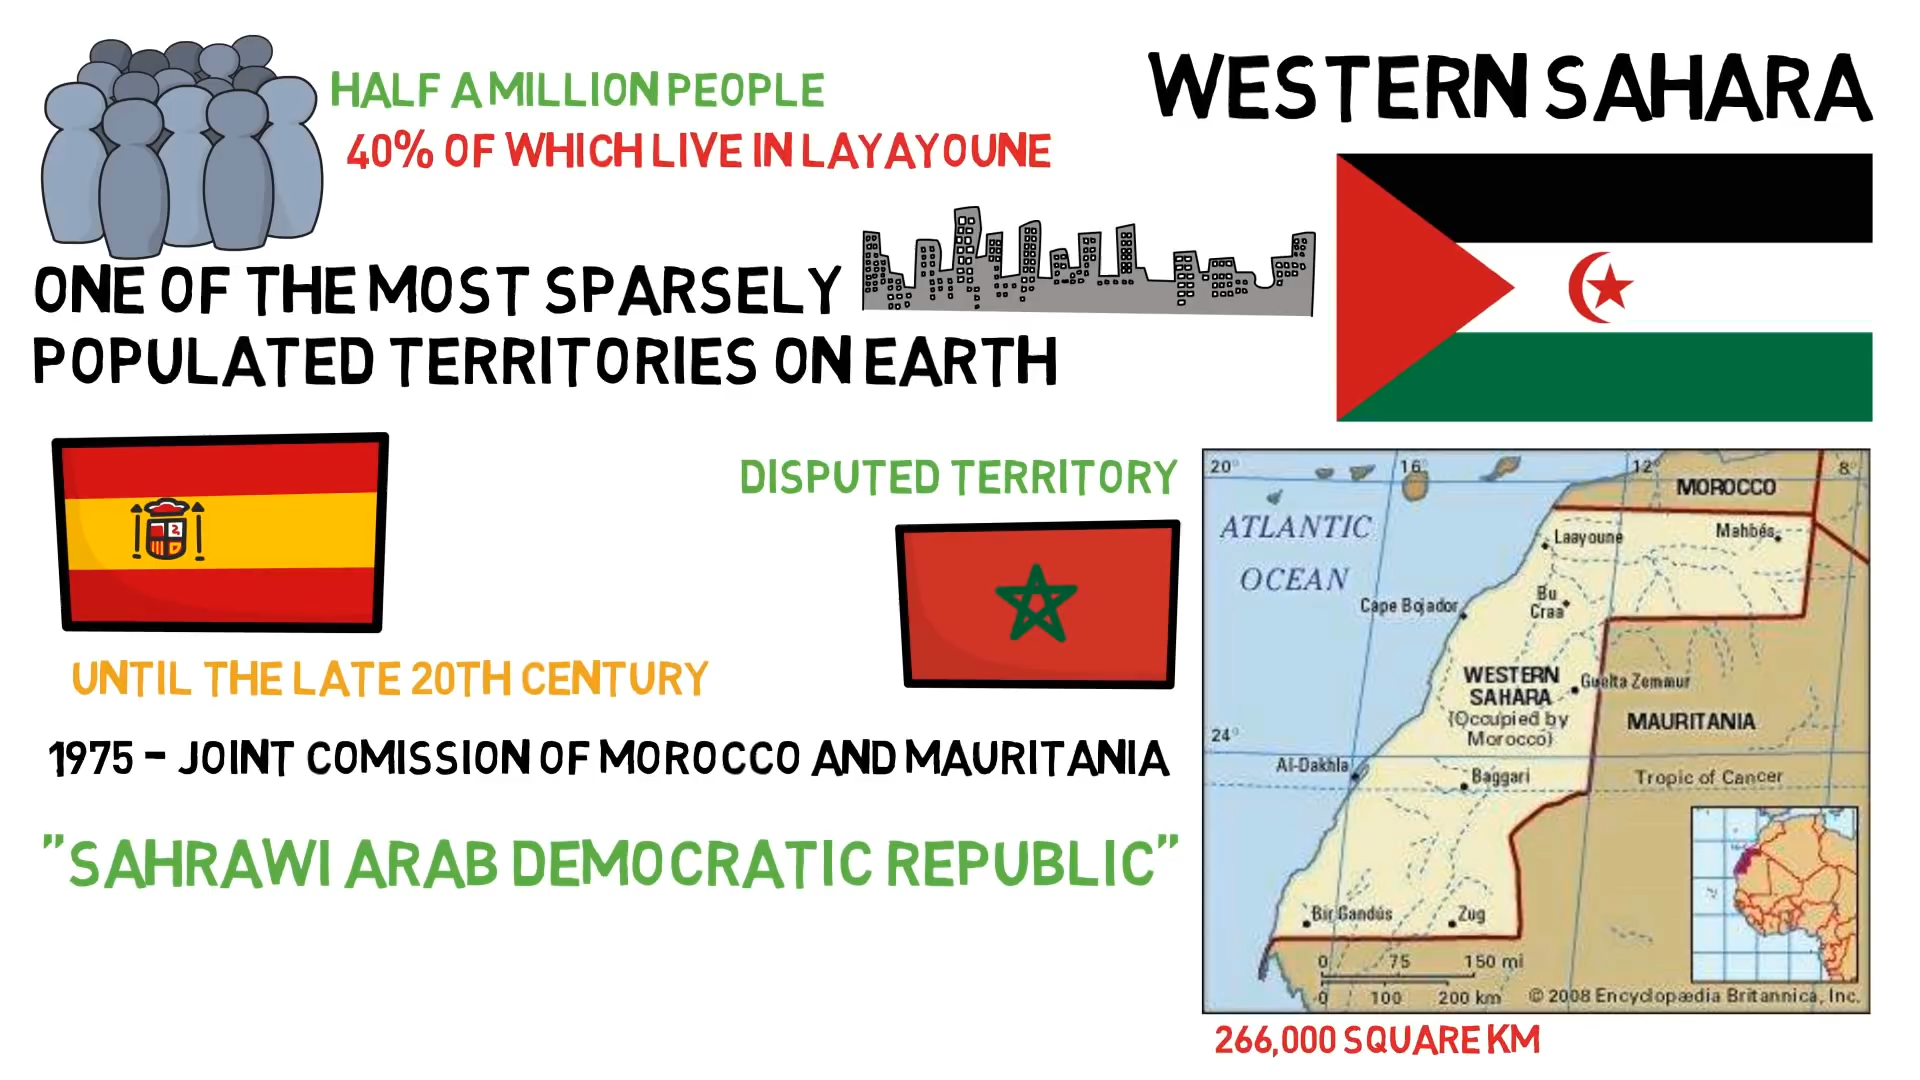 HALF A MILLION PEOPLE
40% OF WHICH LIVE IN LAYAYOUNE
WESTERN SAHARA
ONE OF THE MOST SPARSELY
POPULATED TERRITORIES ON EARTH
DISPUTED TERRITORY
UNTIL THE LATE 20TH CENTURY
1975 - JOINT COMISSION OF MOROCCO AND MAURITANIA
"SAHRAWI ARAB DEMOCRATIC REPUBLIC"
20° 16° 12° 8°
MOROCCO
ATLANTIC
OCEAN
Laayoune
Mahbés
Cape Bojador
Bu
Craa
WESTERN
SAHARA
(Occupied by
Morocco)
Guelta Zemmur
MAURITANIA
24°
Al-Dakhla
Baggari
Tropic of Cancer
Bir Gandús
Zug
0 75 150 mi
0 100 200 km
© 2008 Encyclopædia Britannica, Inc.
266,000 SQUARE KM